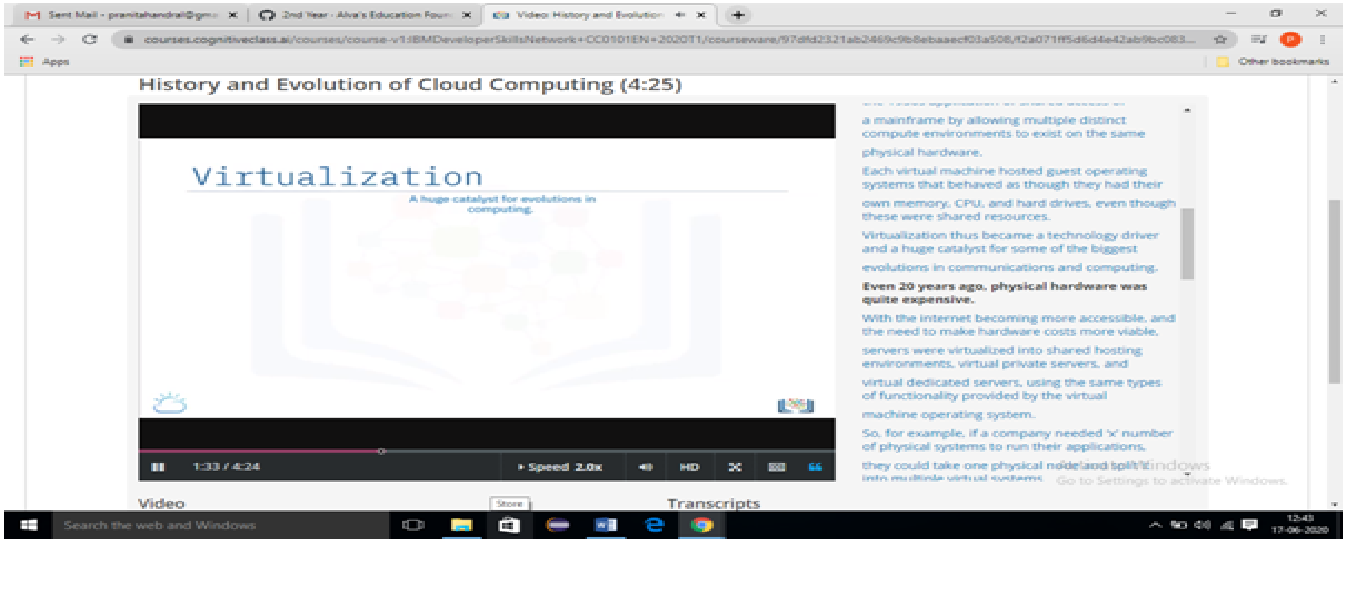 Sent Mail - pranitahandral@gma
2nd Year - Alva's Education Foun
Video: History and Evolution
courses.cognitiveclass.ai/courses/course-v1:IBMDeveloperSkillsNetwork+CC0101EN+2020T1/courseware/
Apps
Other bookmarks
History and Evolution of Cloud Computing (4:25)
Virtualization
A huge catalyst for evolutions in
computing.
1:33 / 4:24
Speed 2.0x
HD
a mainframe by allowing multiple distinct
compute environments to exist on the same
physical hardware.
Each virtual machine hosted guest operating
systems that behaved as though they had their
own memory, CPU, and hard drives, even though
these were shared resources.
Virtualization thus became a technology driver
and a huge catalyst for some of the biggest
evolutions in communications and computing.
Even 20 years ago, physical hardware was
quite expensive.
With the internet becoming more accessible, and
the need to make hardware costs more viable,
servers were virtualized into shared hosting
environments, virtual private servers, and
virtual dedicated servers, using the same types
of functionality provided by the virtual
machine operating system.
So, for example, if a company needed 'x' number
of physical systems to run their applications,
they could take one physical node and split it
into multiple virtual systems.
Go to Settings to activate Windows.
Video
Store
Transcripts
Search the web and Windows
12:43
17-06-2020